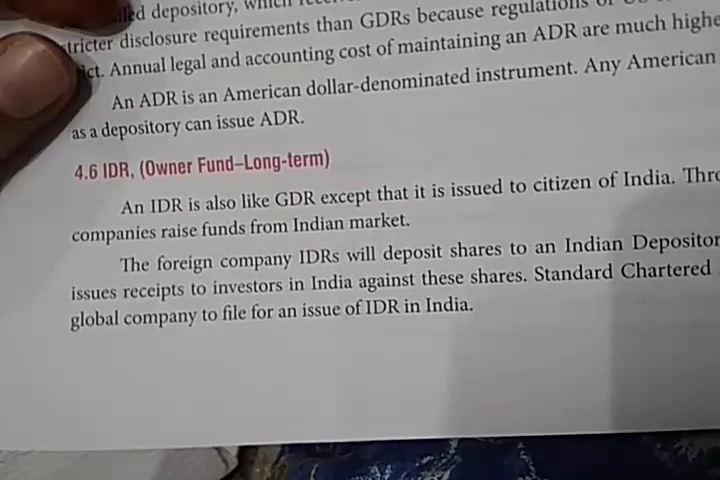 depository, which
stricter disclosure requirements than GDRs because regulations of
Annual legal and accounting cost of maintaining an ADR are much
An ADR is an American dollar-denominated instrument. Any American
as a depository can issue ADR.
4.6 IDR, (Owner Fund–Long-term)
An IDR is also like GDR except that it is issued to citizen of India.
companies raise funds from Indian market.
The foreign company IDRs will deposit shares to an Indian
issues receipts to investors in India against these shares. Standard Chartered
global company to file for an issue of IDR in India.